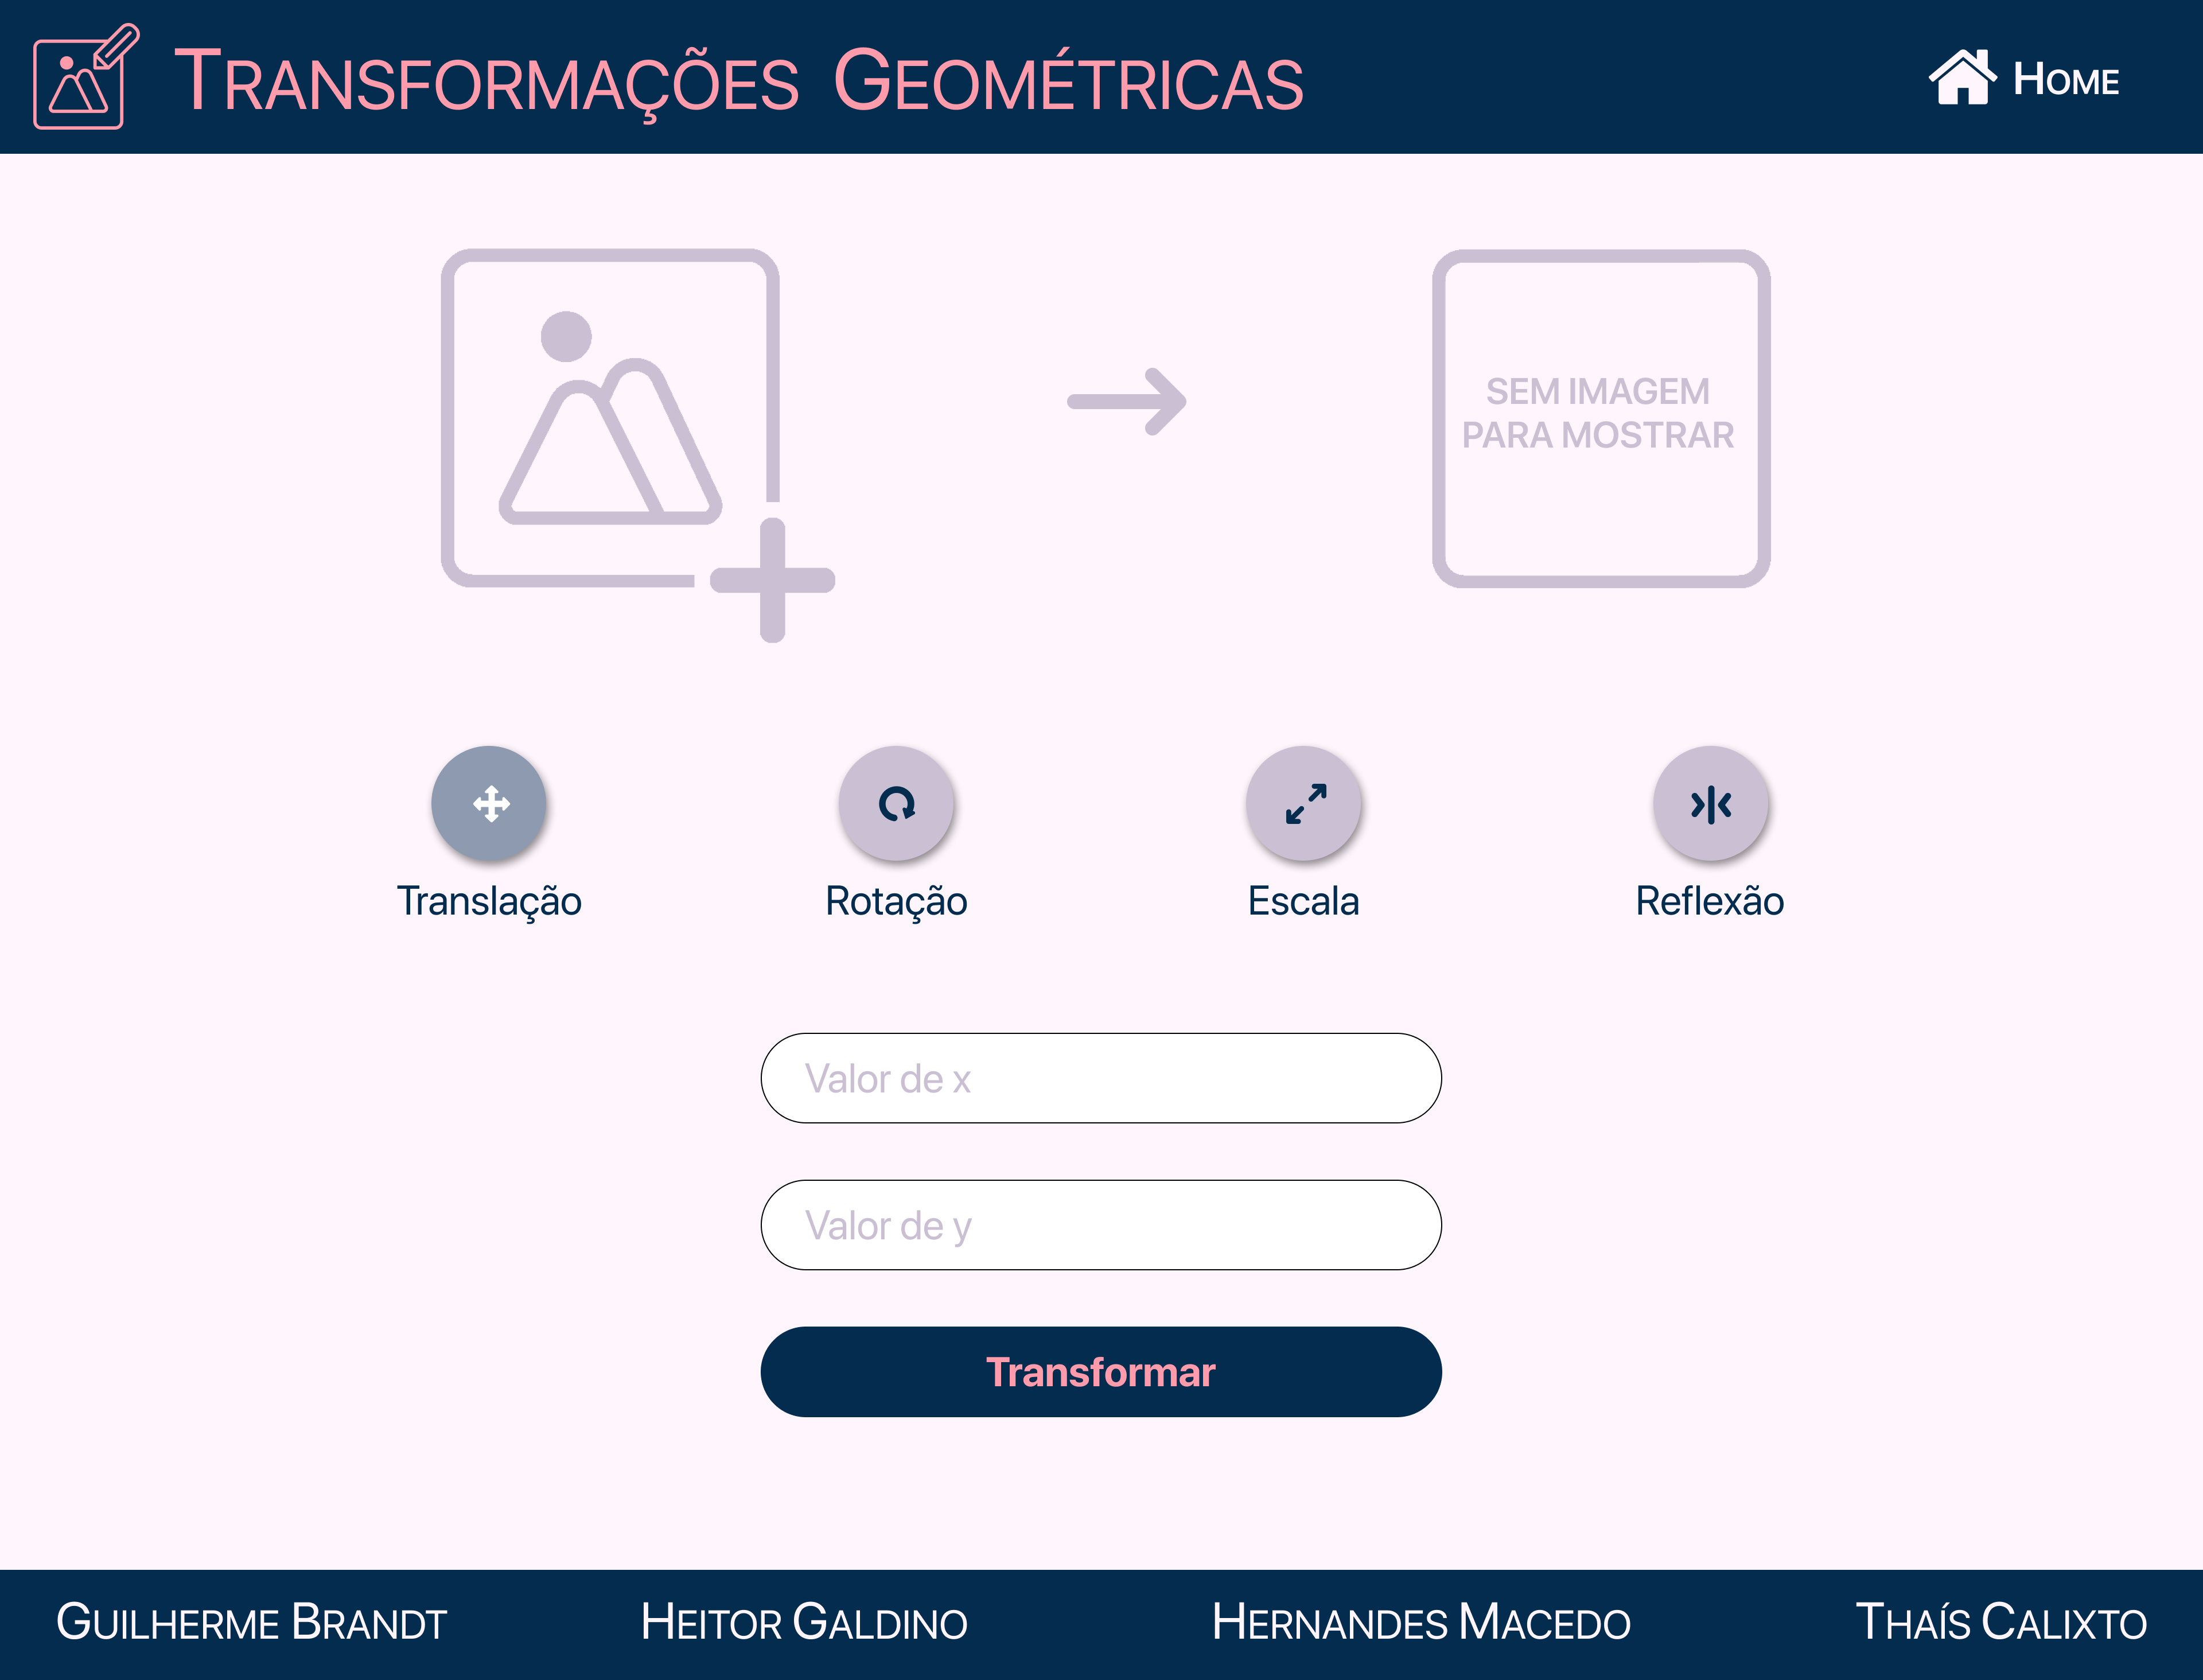 TRANSFORMAÇÕES GEOMÉTRICAS
HOME
SEM IMAGEM
PARA MOSTRAR
Translação
Rotação
Escala
Reflexão
Valor de x
Valor de y
Transformar
GUILHERME BRANDT
HEITOR GALDINO
HERNANDES MACEDO
THAÍS CALIXTO